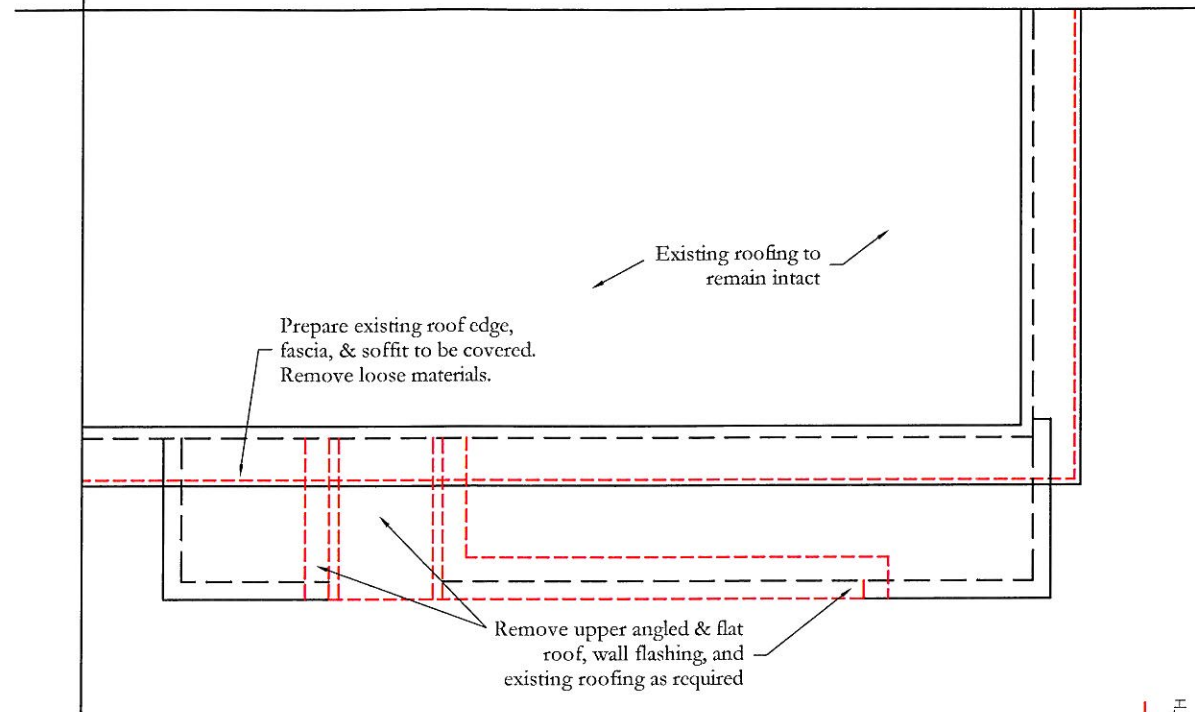 Existing roofing to
remain intact
Prepare existing roof edge,
fascia, & soffit to be covered.
Remove loose materials.
Remove upper angled & flat
roof, wall flashing, and
existing roofing as required